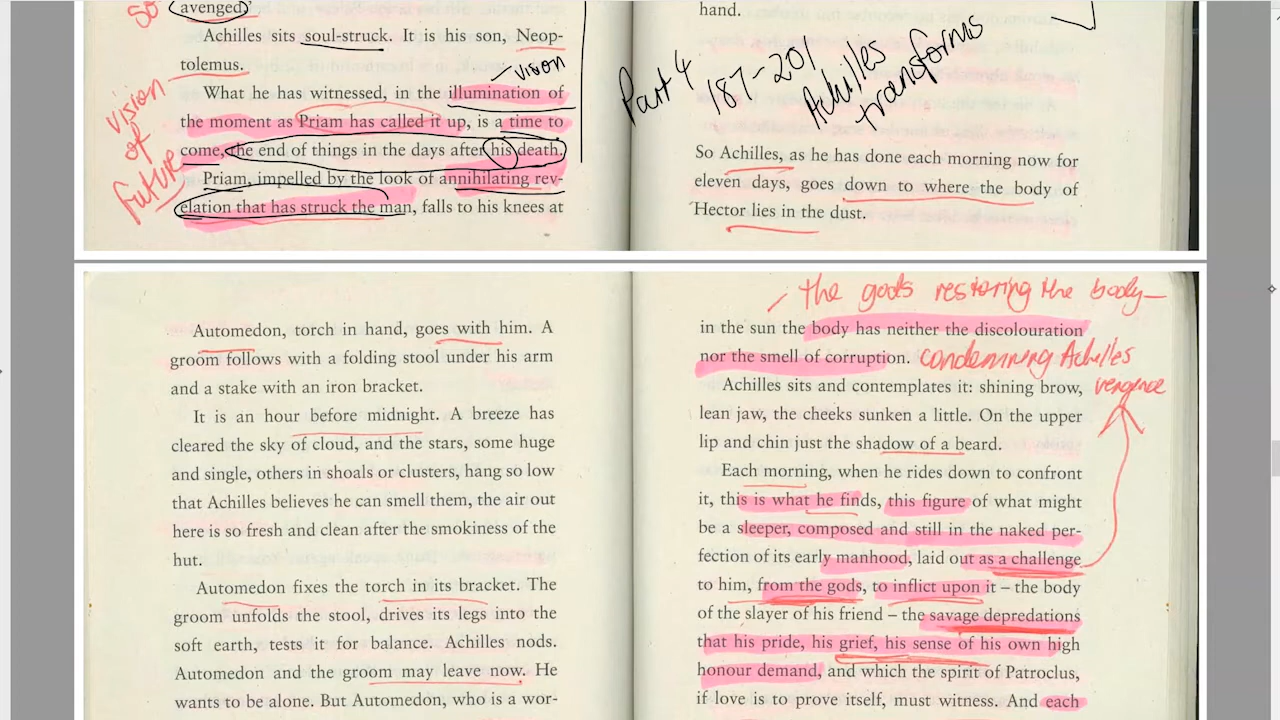 avenged'
Achilles sits soul-struck. It is his son, Neop-
tolemus.
What he has witnessed, in the illumination of
the moment as Priam has called it up, is a time to
come, the end of things in the days after his death.
Priam, impelled by the look of annihilating rev-
elation that has struck the man, falls to his knees at
so
vision
vision
of
future
hand.
Part 4
187-201
Achilles
transforms
So Achilles, as he has done each morning now for
eleven days, goes down to where the body of
Hector lies in the dust.
Automedon, torch in hand, goes with him. A
groom follows with a folding stool under his arm
and a stake with an iron bracket.
It is an hour before midnight. A breeze has
cleared the sky of cloud, and the stars, some huge
and single, others in shoals or clusters, hang so low
that Achilles believes he can smell them, the air out
here is so fresh and clean after the smokiness of the
hut.
Automedon fixes the torch in its bracket. The
groom unfolds the stool, drives its legs into the
soft earth, tests it for balance. Achilles nods.
Automedon and the groom may leave now. He
wants to be alone. But Automedon, who is a wor-
- the gods restoring the body -
in the sun the body has neither the discolouration
nor the smell of corruption. condemning Achilles
vengence
Achilles sits and contemplates it: shining brow,
lean jaw, the cheeks sunken a little. On the upper
lip and chin just the shadow of a beard.
Each morning, when he rides down to confront
it, this is what he finds, this figure of what might
be a sleeper, composed and still in the naked per-
fection of its early manhood, laid out as a challenge
to him, from the gods, to inflict upon it – the body
of the slayer of his friend – the savage depredations
that his pride, his grief, his sense of his own high
honour demand, and which the spirit of Patroclus,
if love is to prove itself, must witness. And each